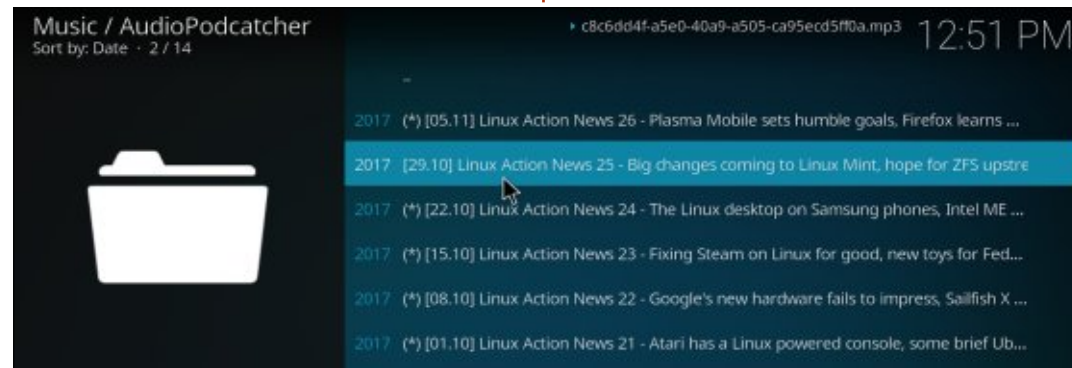 Music / AudioPodcatcher
Sort by: Date · 2 / 14
c8c6dd4f-a5e0-40a9-a505-ca95ecd5ff0a.mp3
12:51 PM
..
2017 (*) [05.11] Linux Action News 26 - Plasma Mobile sets humble goals, Firefox learns ...
2017 [29.10] Linux Action News 25 - Big changes coming to Linux Mint, hope for ZFS upstre
2017 (*) [22.10] Linux Action News 24 - The Linux desktop on Samsung phones, Intel ME ...
2017 (*) [15.10] Linux Action News 23 - Fixing Steam on Linux for good, new toys for Fed...
2017 (*) [08.10] Linux Action News 22 - Google's new hardware fails to impress, Sailfish X ...
2017 (*) [01.10] Linux Action News 21 - Atari has a Linux powered console, some brief Ub...